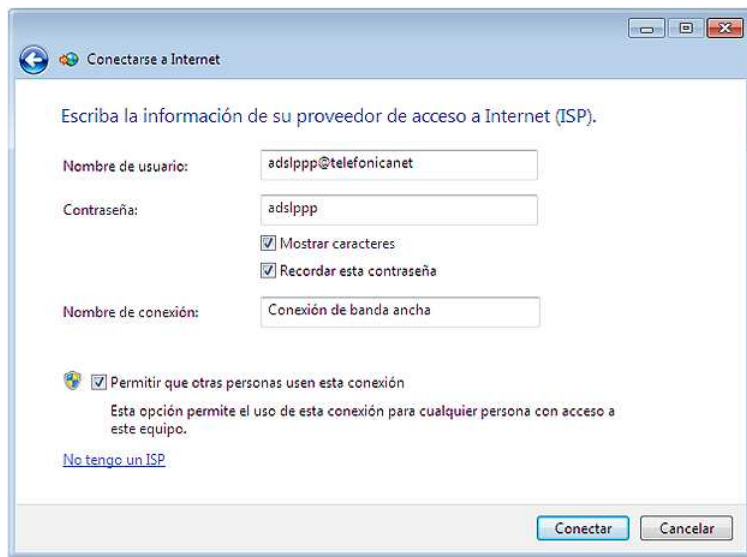 Conectarse a Internet
Escriba la información de su proveedor de acceso a Internet (ISP).
Nombre de usuario: adslppp@telefonicanet
Contraseña: adslppp
Mostrar caracteres
Recordar esta contraseña
Nombre de conexión: Conexión de banda ancha
Permitir que otras personas usen esta conexión
Esta opción permite el uso de esta conexión para cualquier persona con acceso a
este equipo.
No tengo un ISP
Conectar Cancelar